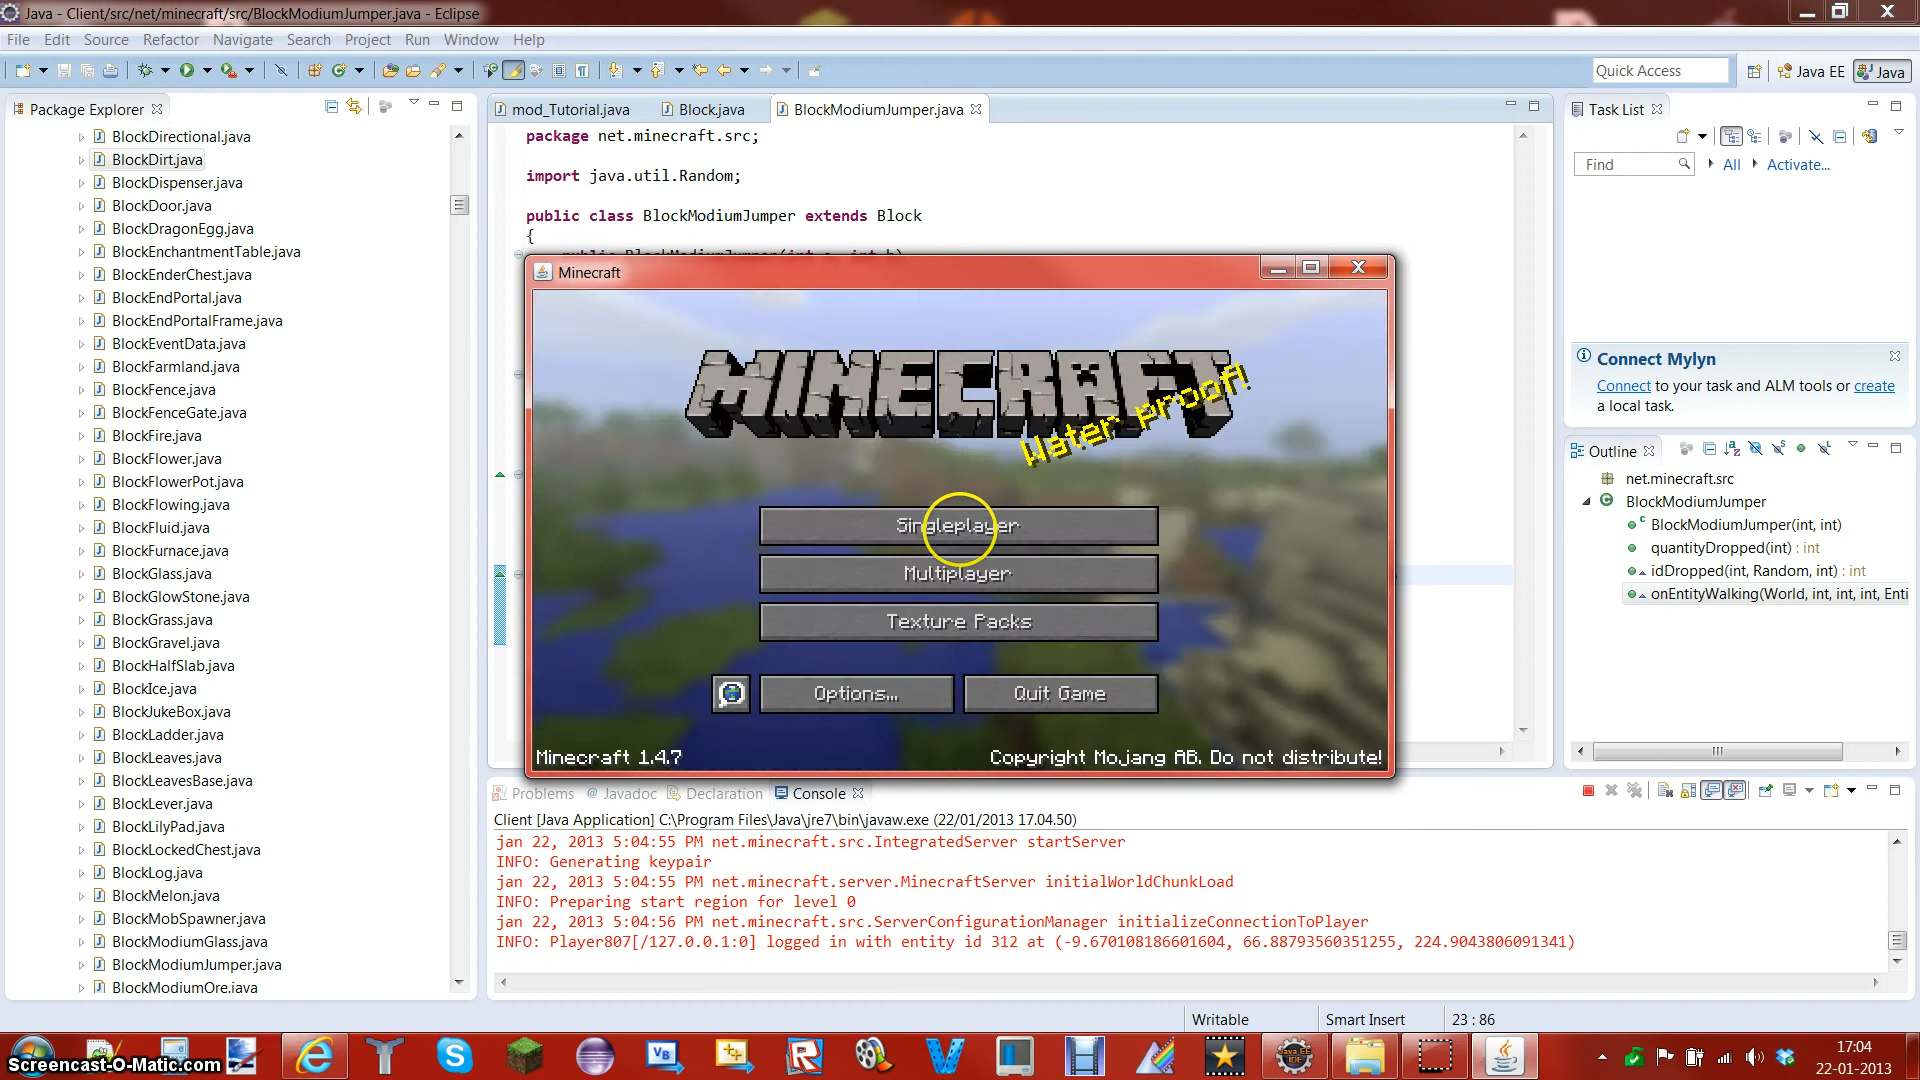 Java - Client/src/net/minecraft/src/BlockModiumJumper.java - Eclipse
File Edit Source Refactor Navigate Search Project Run Window Help
Quick Access
Java EE
Java
Package Explorer
BlockDirectional.java
BlockDirt.java
BlockDispenser.java
BlockDoor.java
BlockDragonEgg.java
BlockEnchantmentTable.java
BlockEnderChest.java
BlockEndPortal.java
BlockEndPortalFrame.java
BlockEventData.java
BlockFarmland.java
BlockFence.java
BlockFenceGate.java
BlockFire.java
BlockFlower.java
BlockFlowerPot.java
BlockFlowing.java
BlockFluid.java
BlockFurnace.java
BlockGlass.java
BlockGlowStone.java
BlockGrass.java
BlockGravel.java
BlockHalfSlab.java
BlockIce.java
BlockJukeBox.java
BlockLadder.java
BlockLeaves.java
BlockLeavesBase.java
BlockLever.java
BlockLilyPad.java
BlockLockedChest.java
BlockLog.java
BlockMelon.java
BlockMobSpawner.java
BlockModiumGlass.java
BlockModiumJumper.java
BlockModiumOre.java
mod_Tutorial.java
Block.java
BlockModiumJumper.java
package net.minecraft.src;
import java.util.Random;
public class BlockModiumJumper extends Block
{
Minecraft
MINECRAFT
Water proof!
Singleplayer
Multiplayer
Texture Packs
Options...
Quit Game
Minecraft 1.4.7
Copyright Mojang AB. Do not distribute!
Task List
Find
All
Activate...
Connect Mylyn
Connect to your task and ALM tools or create
a local task.
Outline
net.minecraft.src
BlockModiumJumper
BlockModiumJumper(int, int)
quantityDropped(int) : int
idDropped(int, Random, int) : int
onEntityWalking(World, int, int, int, Enti
Problems
@ Javadoc
Declaration
Console
Client [Java Application] C:\Program Files\Java\jre7\bin\javaw.exe (22/01/2013 17.04.50)
jan 22, 2013 5:04:55 PM net.minecraft.src.IntegratedServer startServer
INFO: Generating keypair
jan 22, 2013 5:04:55 PM net.minecraft.server.MinecraftServer initialWorldChunkLoad
INFO: Preparing start region for level 0
jan 22, 2013 5:04:56 PM net.minecraft.src.ServerConfigurationManager initializeConnectionToPlayer
INFO: Player807[/127.0.0.1:0] logged in with entity id 312 at (-9.670108186601604, 66.88793560351255, 224.9043806091341)
Writable
Smart Insert
23 : 86
Screencast-O-Matic.com
17:04
22-01-2013